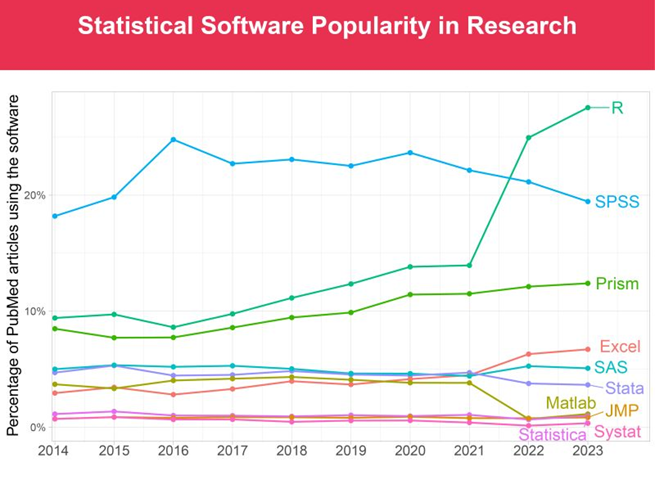 Statistical Software Popularity in Research
Percentage of PubMed articles using the software
20%
10%
0%
R
SPSS
Prism
Excel
SAS
Stata
Matlab
JMP
Statistica
Systat
2014 2015 2016 2017 2018 2019 2020 2021 2022 2023